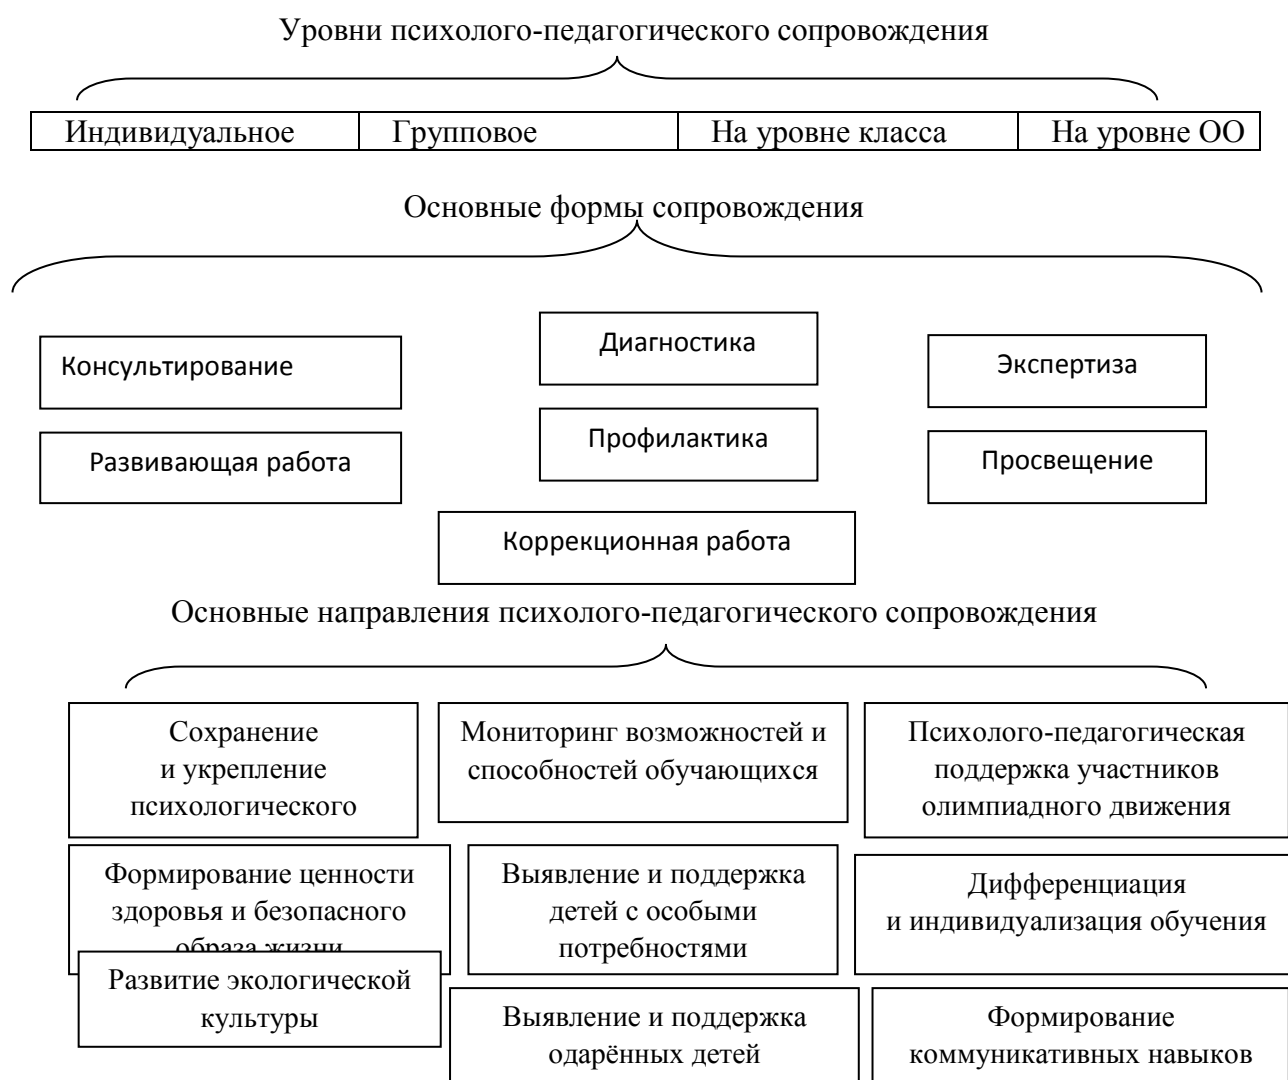 Уровни психолого-педагогического сопровождения
Индивидуальное Групповое На уровне класса На уровне ОО
Основные формы сопровождения
Консультирование
Диагностика
Экспертиза
Развивающая работа
Профилактика
Просвещение
Коррекционная работа
Основные направления психолого-педагогического сопровождения
Сохранение
и укрепление
психологического
Мониторинг возможностей и
способностей обучающихся
Психолого-педагогическая
поддержка участников
олимпиадного движения
Формирование ценности
здоровья и безопасного
образа жизни
Выявление и поддержка
детей с особыми
потребностями
Дифференциация
и индивидуализация обучения
Развитие экологической
культуры
Выявление и поддержка
одарённых детей
Формирование
коммуникативных навыков